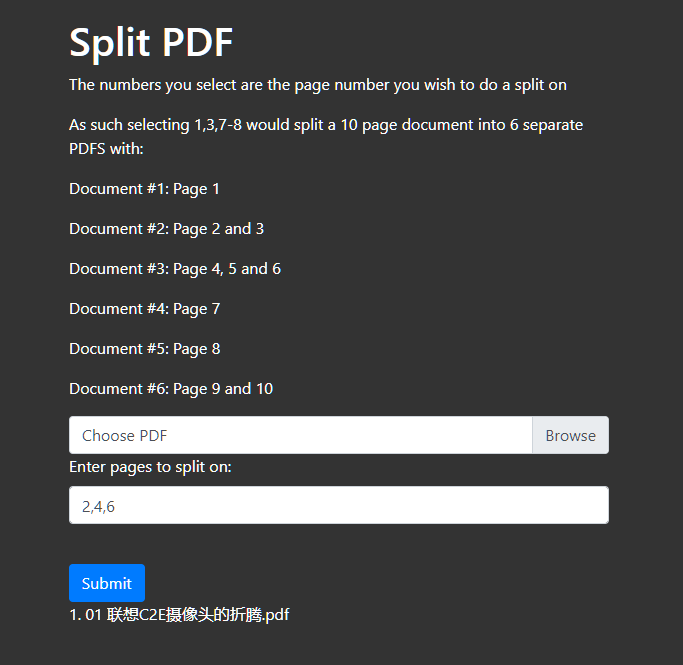 Split PDF
The numbers you select are the page number you wish to do a split on
As such selecting 1,3,7-8 would split a 10 page document into 6 separate
PDFS with:
Document #1: Page 1
Document #2: Page 2 and 3
Document #3: Page 4, 5 and 6
Document #4: Page 7
Document #5: Page 8
Document #6: Page 9 and 10
Choose PDF Browse
Enter pages to split on:
2,4,6
Submit
1. 01 联想C2E摄像头的折腾.pdf